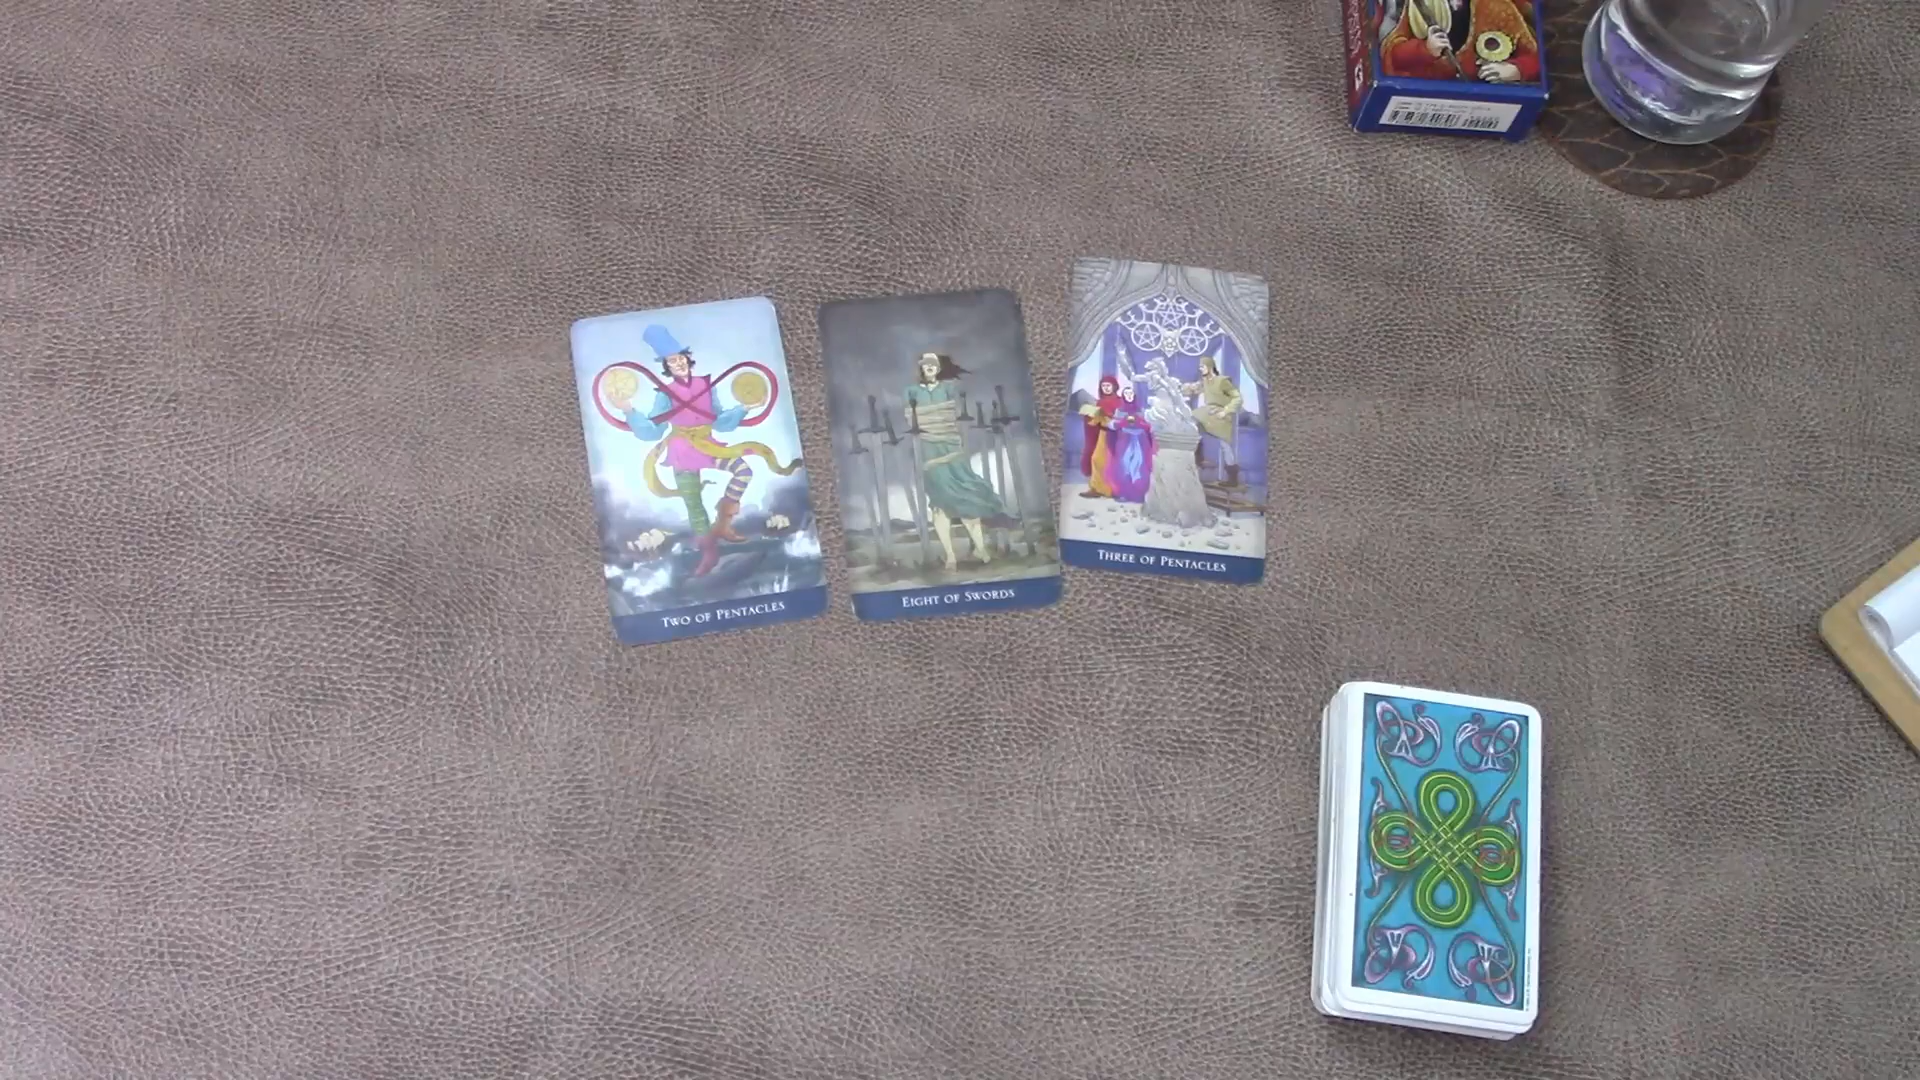 TWO OF PENTACLES
EIGHT OF SWORDS
THREE OF PENTACLES